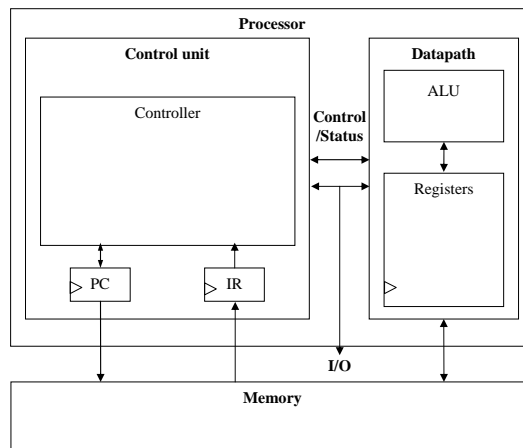 Processor
Control unit
Datapath
Controller
ALU
Control
/Status
Registers
PC
IR
I/O
Memory